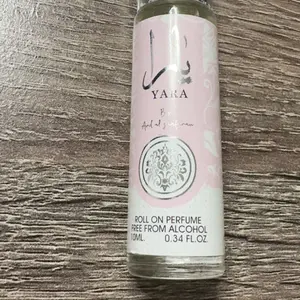 يارا
YARA
ROLL ON PERFUME
FREE FROM ALCOHOL
10ML. 0.34 FL.OZ.